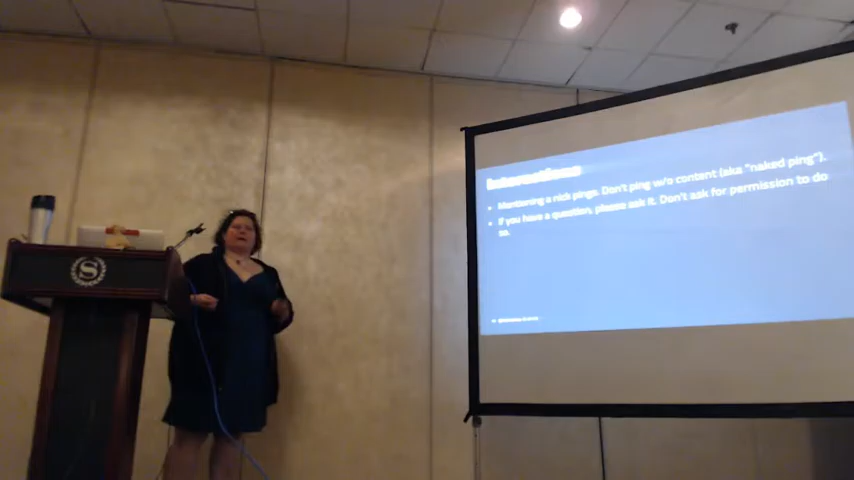 Interactions
• Mentioning a nick pings. Don't ping w/o content (aka "naked ping").
• If you have a question, please ask it. Don't ask for permission to do
so.
S